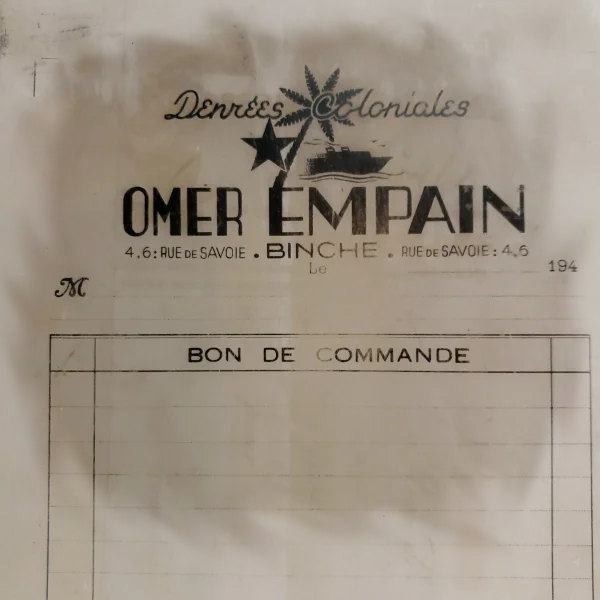 Denrées Coloniales
OMER EMPAIN
4.6: RUE DE SAVOIE . BINCHE . RUE DE SAVOIE : 4.6
Le 194
M
BON DE COMMANDE